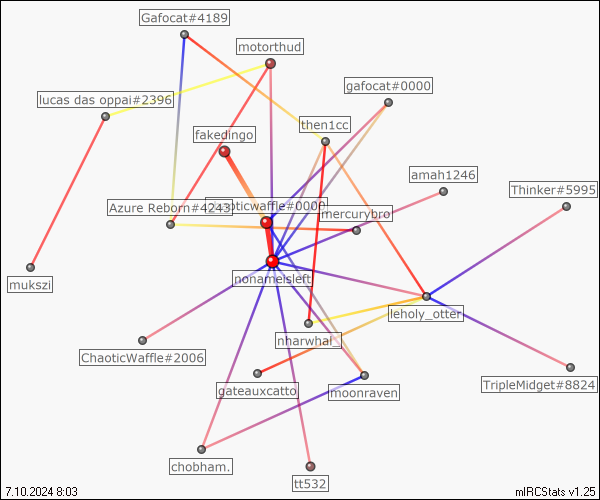 Gafocat#4189
motorthud
gafocat#0000
lucas das oppai#2396
then1cc
fakedingo
amah1246
Thinker#5995
Azure Reborn#4243
chaoticwaffle#0000
mercurybro
mukszi
nonameisleft
leholy_otter
nharwhal_
ChaoticWaffle#2006
gateauxcatto
moonraven
TripleMidget#8824
chobham.
tt532
7.10.2024 8:03
mIRCStats v1.25